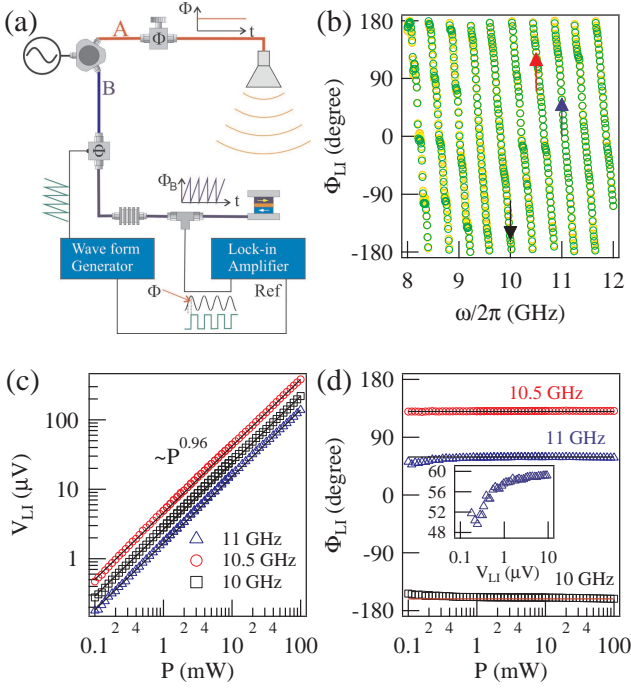 (a)
A
Φ
Φ
t
B
Φ
Φ_B
t
Wave form
Generator
Lock-in
Amplifier
Φ
Ref
(b)
180
90
0
-90
-180
Φ_LI (degree)
8 9 10 11 12
ω/2π (GHz)
(c)
100
10
1
V_LI (μV)
~P^0.96
11 GHz
10.5 GHz
10 GHz
0.1 2 4 1 2 4 10 2 4 100
P (mW)
(d)
180
60
0
-60
-180
Φ_LI (degree)
10.5 GHz
11 GHz
60
56
52
48
0.1 1 10
V_LI (μV)
10 GHz
0.1 2 4 1 2 4 10 2 4 100
P (mW)